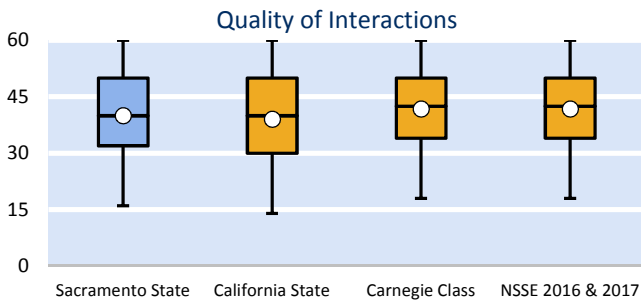 Quality of Interactions
60
45
30
15
0
Sacramento State California State Carnegie Class NSSE 2016 & 2017